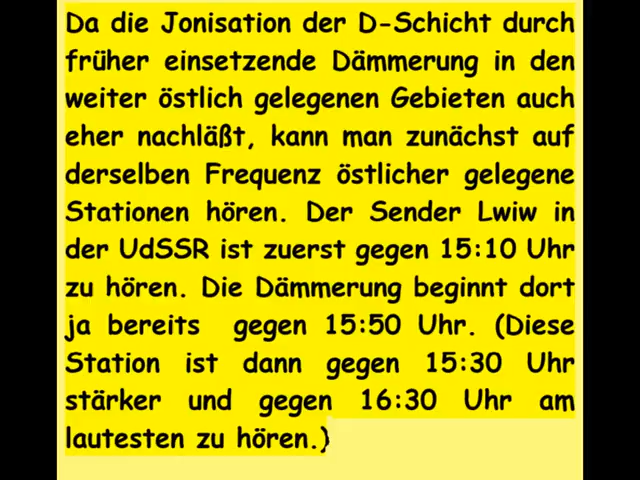 Da die Jonisation der D-Schicht durch
früher einsetzende Dämmerung in den
weiter östlich gelegenen Gebieten auch
eher nachläßt, kann man zunächst auf
derselben Frequenz östlicher gelegene
Stationen hören. Der Sender Lwiw in
der UdSSR ist zuerst gegen 15:10 Uhr
zu hören. Die Dämmerung beginnt dort
ja bereits gegen 15:50 Uhr. (Diese
Station ist dann gegen 15:30 Uhr
stärker und gegen 16:30 Uhr am
lautesten zu hören.)